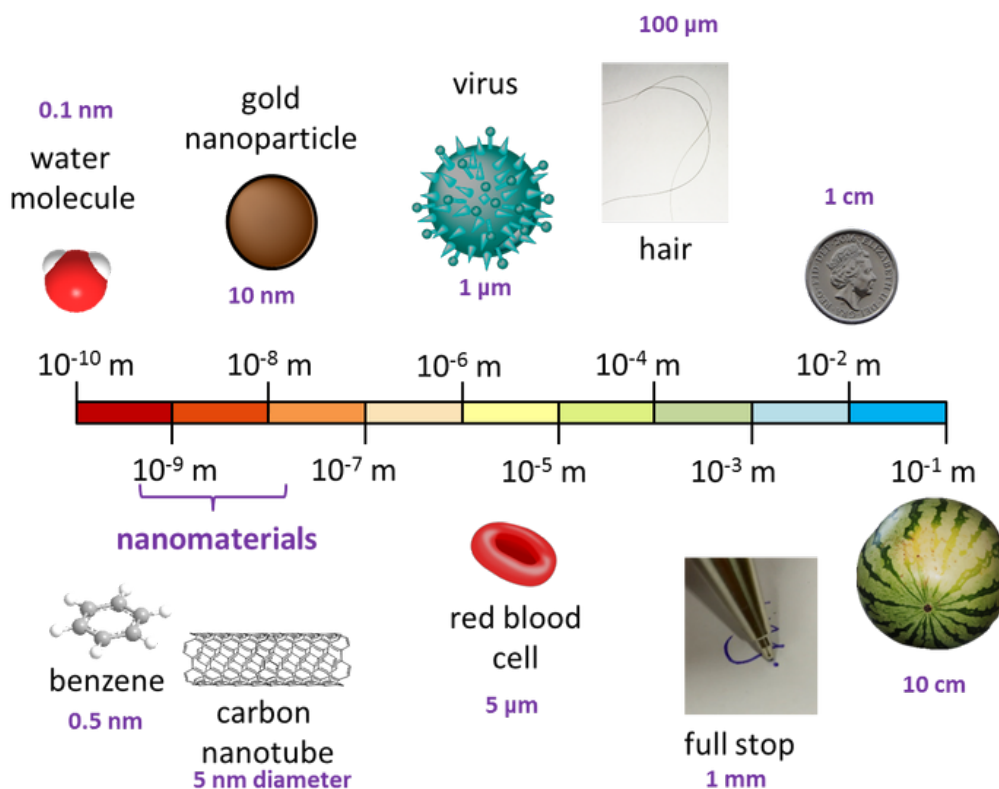 100 µm
virus
gold
nanoparticle
0.1 nm
water
molecule
1 cm
hair
10 nm
1 µm
10⁻¹⁰ m
10⁻⁸ m
10⁻⁶ m
10⁻⁴ m
10⁻² m
10⁻⁹ m
10⁻⁷ m
10⁻⁵ m
10⁻³ m
10⁻¹ m
nanomaterials
red blood
cell
benzene
10 cm
0.5 nm
5 µm
carbon
nanotube
full stop
5 nm diameter
1 mm